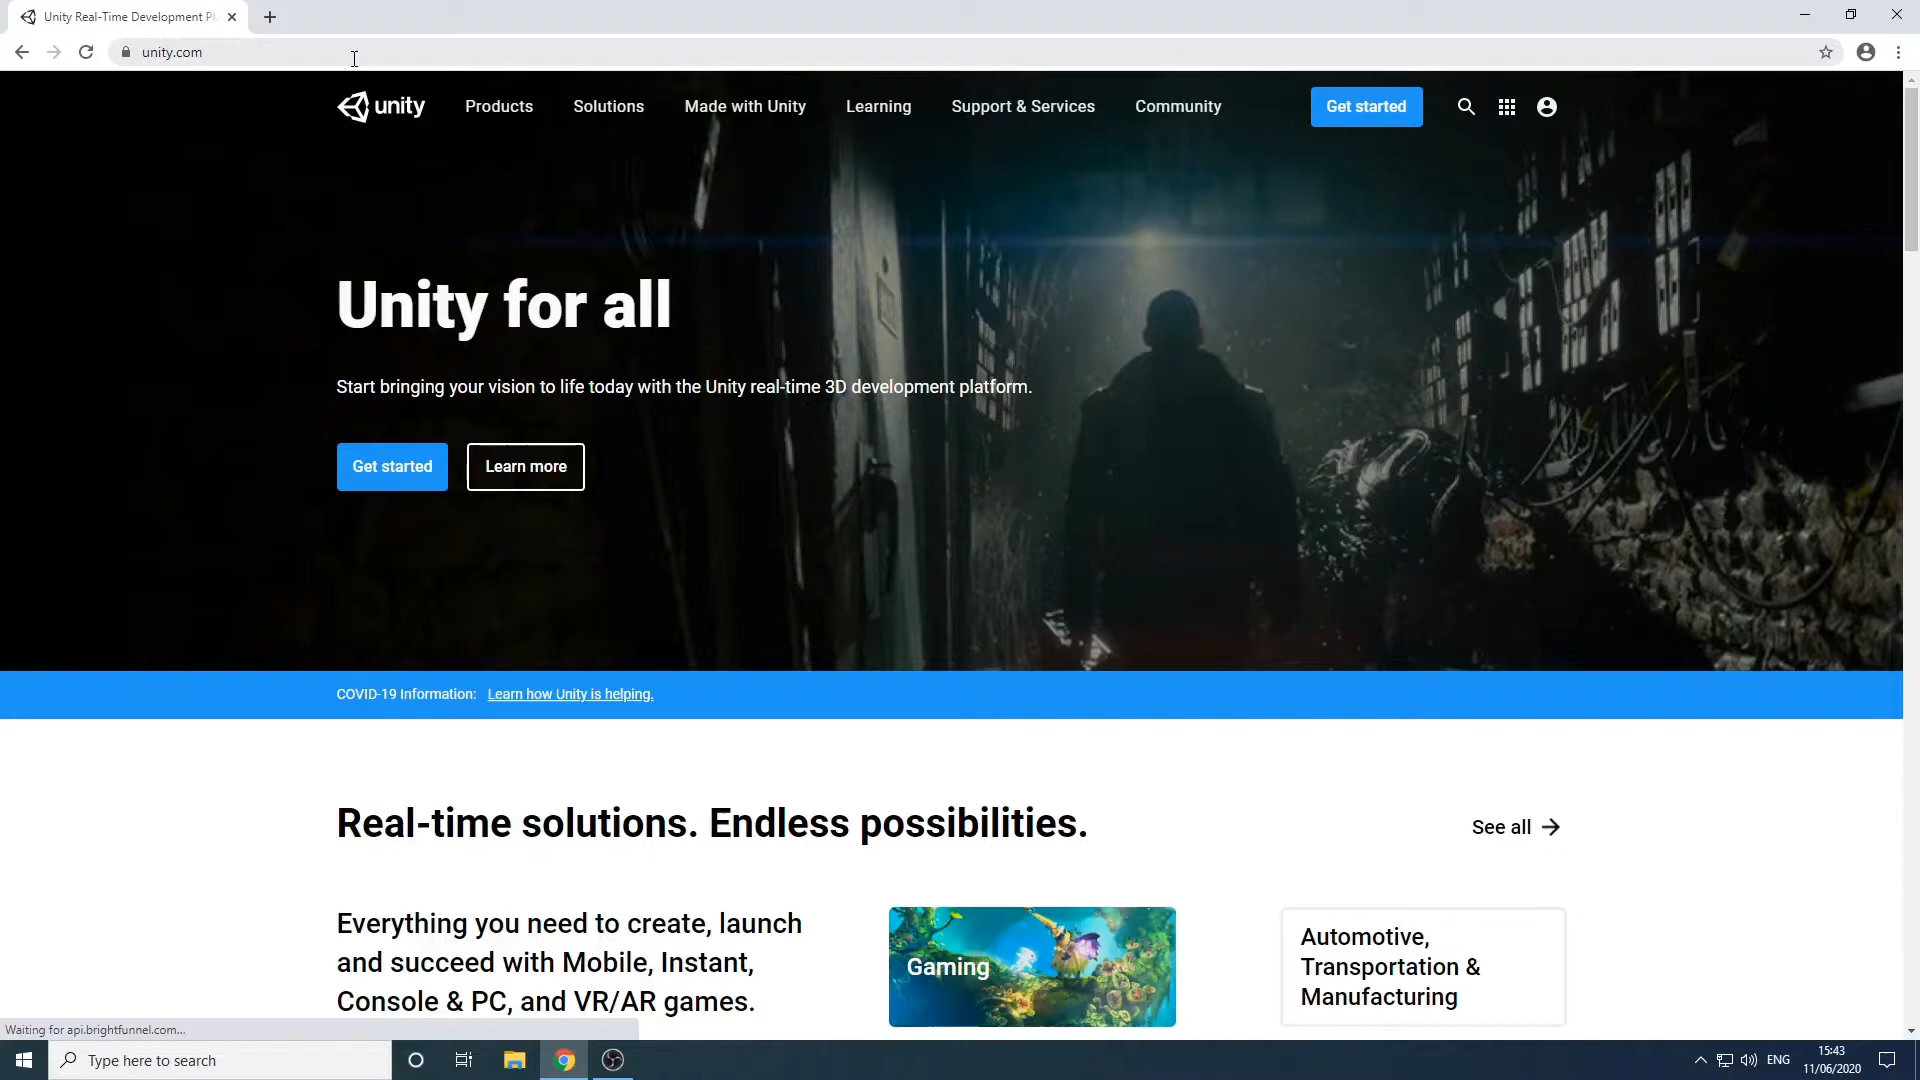 Unity Real-Time Development Pl
unity.com
unity
Products
Solutions
Made with Unity
Learning
Support & Services
Community
Get started
Unity for all
Start bringing your vision to life today with the Unity real-time 3D development platform.
Get started
Learn more
COVID-19 Information: Learn how Unity is helping.
Real-time solutions. Endless possibilities.
See all
Everything you need to create, launch
and succeed with Mobile, Instant,
Console & PC, and VR/AR games.
Gaming
Automotive,
Transportation &
Manufacturing
Waiting for api.brightfunnel.com...
Type here to search
ENG
15:43
11/06/2020